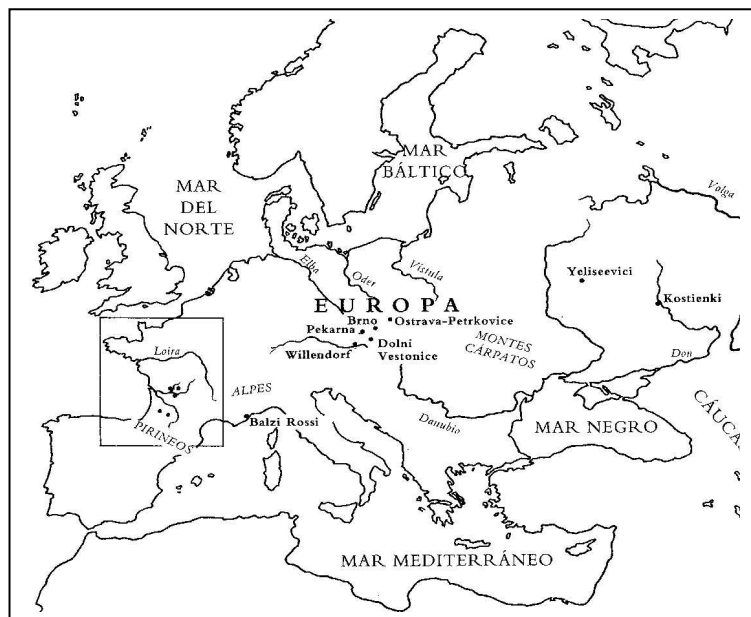 MAR
BÁLTICO
MAR
DEL
NORTE
Volga
Elba
Oder
Vístula
Yeliseevici
EUROPA
Kostienki
Brno
Ostrava-Petrkovice
Pekarna
Willendorf
Dolni
Vestonice
MONTES
CÁRPATOS
Loira
Don
ALPES
PIRINEOS
Balzi Rossi
Danubio
MAR NEGRO
CÁUCAS
MAR MEDITERRÁNEO